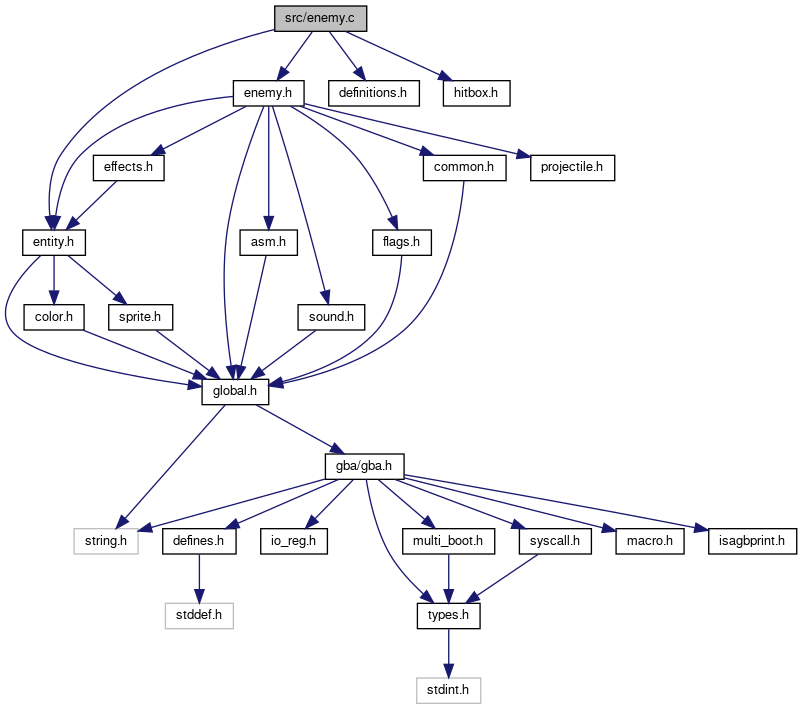 src/enemy.c
enemy.h
definitions.h
hitbox.h
effects.h
common.h
projectile.h
entity.h
asm.h
flags.h
color.h
sprite.h
sound.h
global.h
gba/gba.h
string.h
defines.h
io_reg.h
multi_boot.h
syscall.h
macro.h
isagbprint.h
stddef.h
types.h
stdint.h